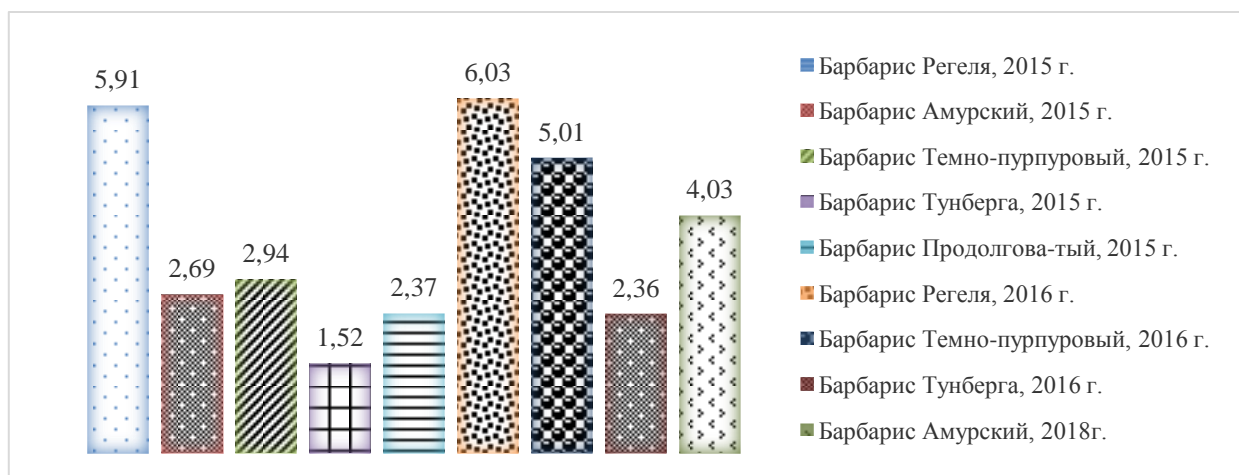 5,91
2,69
2,94
1,52
2,37
6,03
5,01
2,36
4,03
Барбарис Регеля, 2015 г.
Барбарис Амурский, 2015 г.
Барбарис Темно-пурпуровый, 2015 г.
Барбарис Тунберга, 2015 г.
Барбарис Продолгова-тый, 2015 г.
Барбарис Регеля, 2016 г.
Барбарис Темно-пурпуровый, 2016 г.
Барбарис Тунберга, 2016 г.
Барбарис Амурский, 2018г.